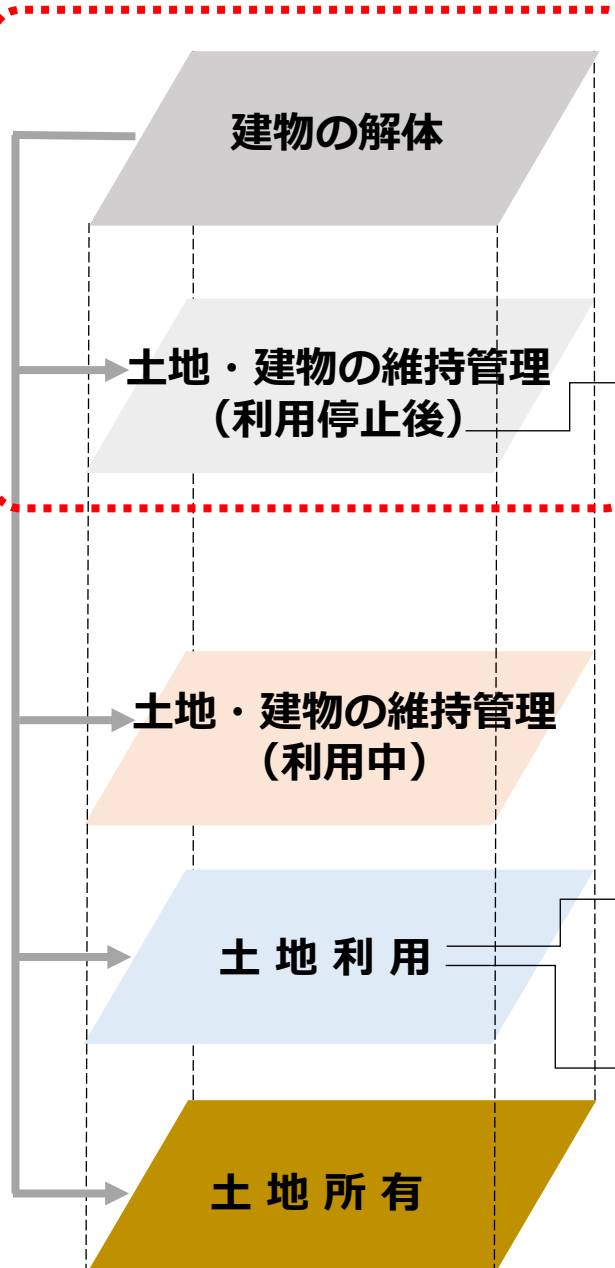 建物の解体
土地・建物の維持管理
（利用停止後）
土地・建物の維持管理
（利用中）
土 地 利 用
土 地 所 有